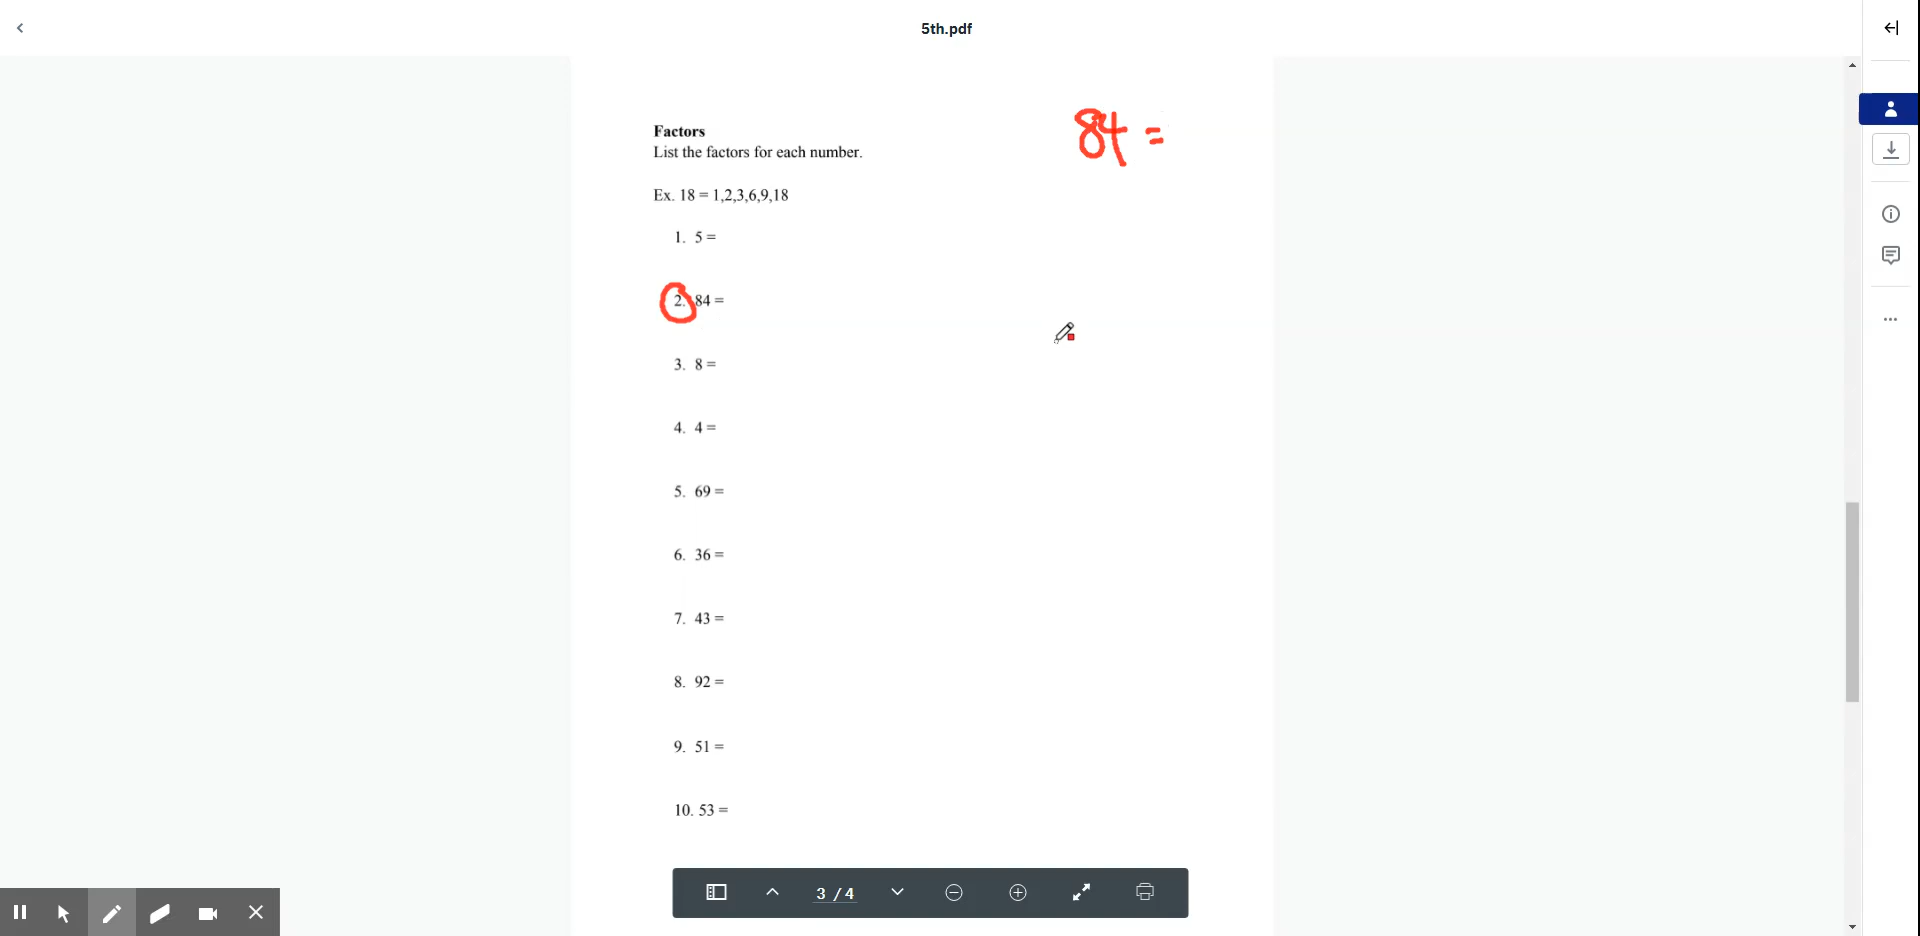 5th.pdf
84 =
Factors
List the factors for each number.
Ex. 18 = 1,2,3,6,9,18
1. 5 =
2. 84 =
3. 8 =
4. 4 =
5. 69 =
6. 36 =
7. 43 =
8. 92 =
9. 51 =
10. 53 =
3 / 4